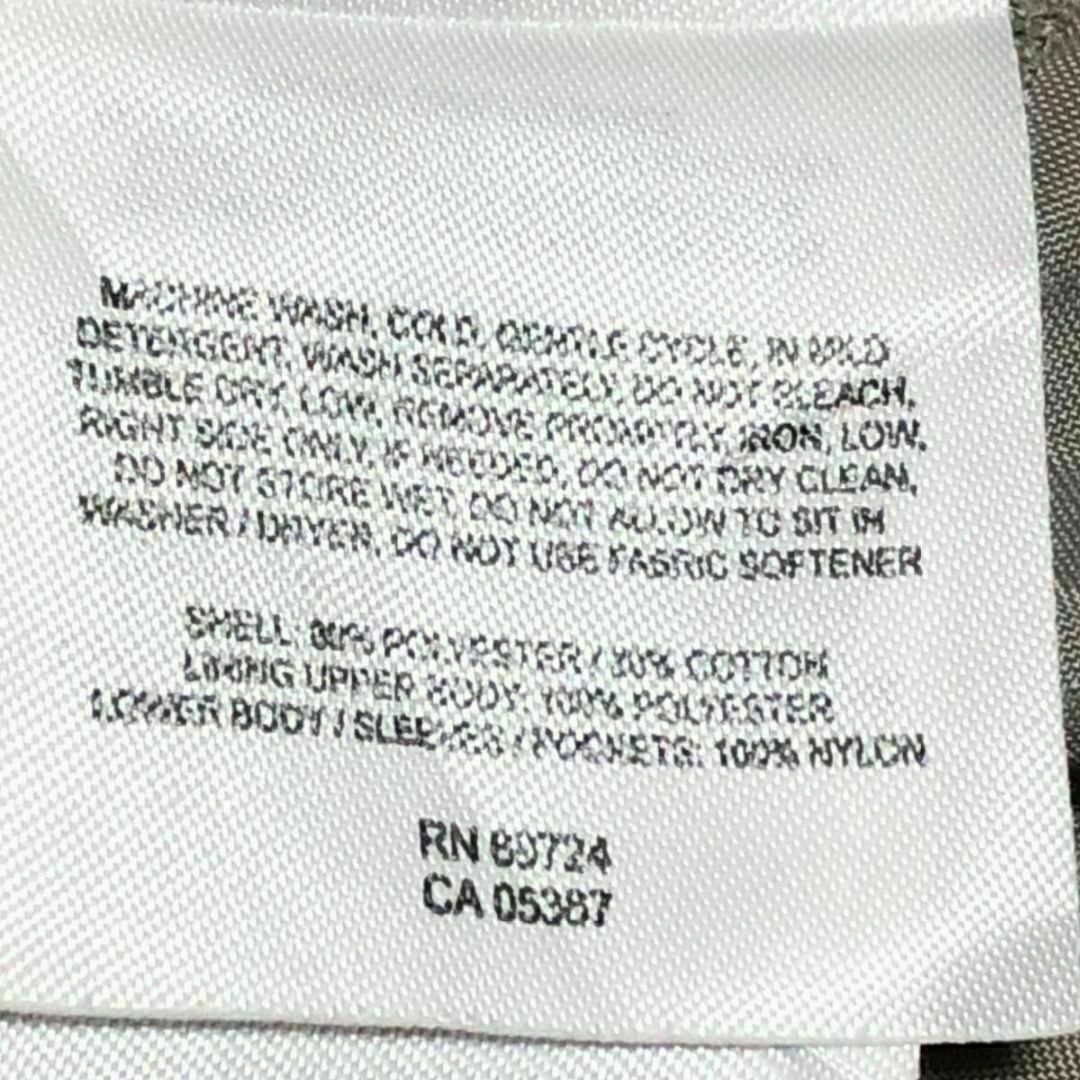 MACHINE WASH, COLD, GENTLE CYCLE, IN MILD
DETERGENT, WASH SEPARATELY, DO NOT BLEACH,
TUMBLE DRY, LOW, REMOVE PROMPTLY, IRON, LOW,
RIGHT SIDE ONLY, IF NEEDED, DO NOT DRY CLEAN,
DO NOT STORE WET, DO NOT ALLOW TO SIT IN
WASHER / DRYER, DO NOT USE FABRIC SOFTENER
SHELL: POLYESTER / COTTON
LINING UPPER BODY: 100% POLYESTER
LOWER BODY / SLEEVES / POCKETS: 100% NYLON
RN
CA 05367